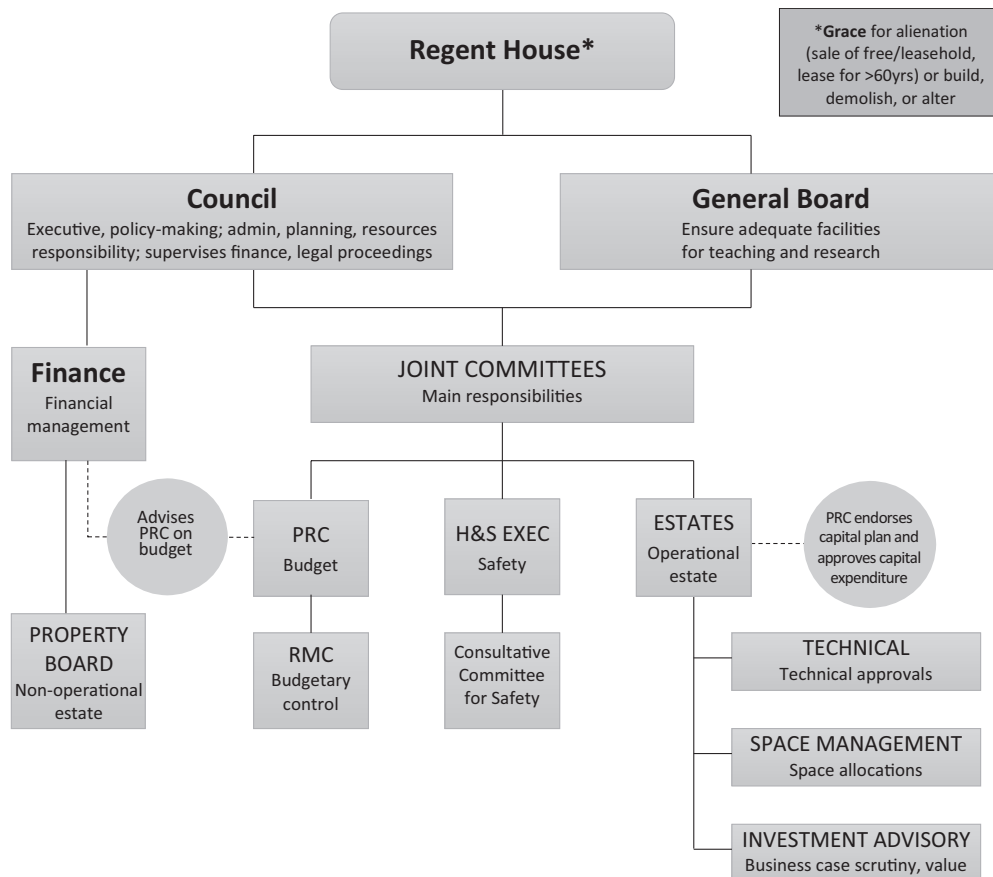 Regent House*
*Grace for alienation
(sale of free/leasehold,
lease for >60yrs) or build,
demolish, or alter
Council
Executive, policy-making; admin, planning, resources
responsibility; supervises finance, legal proceedings
General Board
Ensure adequate facilities
for teaching and research
Finance
Financial
management
JOINT COMMITTEES
Main responsibilities
Advises
PRC on
budget
PRC
Budget
H&S EXEC
Safety
ESTATES
Operational
estate
PRC endorses
capital plan and
approves capital
expenditure
PROPERTY
BOARD
Non-operational
estate
RMC
Budgetary
control
Consultative
Committee
for Safety
TECHNICAL
Technical approvals
SPACE MANAGEMENT
Space allocations
INVESTMENT ADVISORY
Business case scrutiny, value